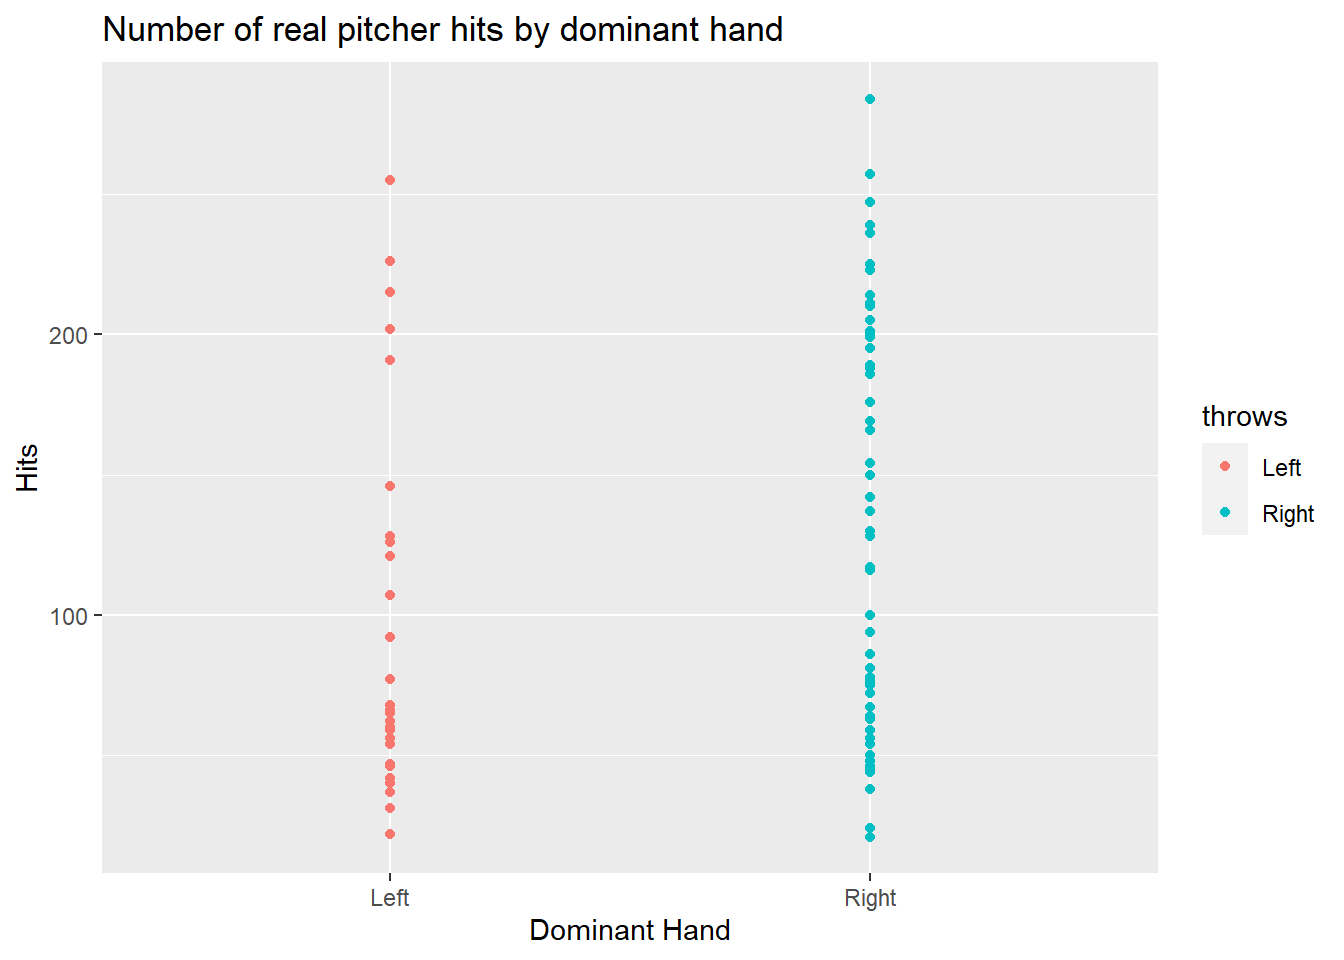 Number of real pitcher hits by dominant hand
Hits
200
100
Left
Right
Dominant Hand
throws
Left
Right